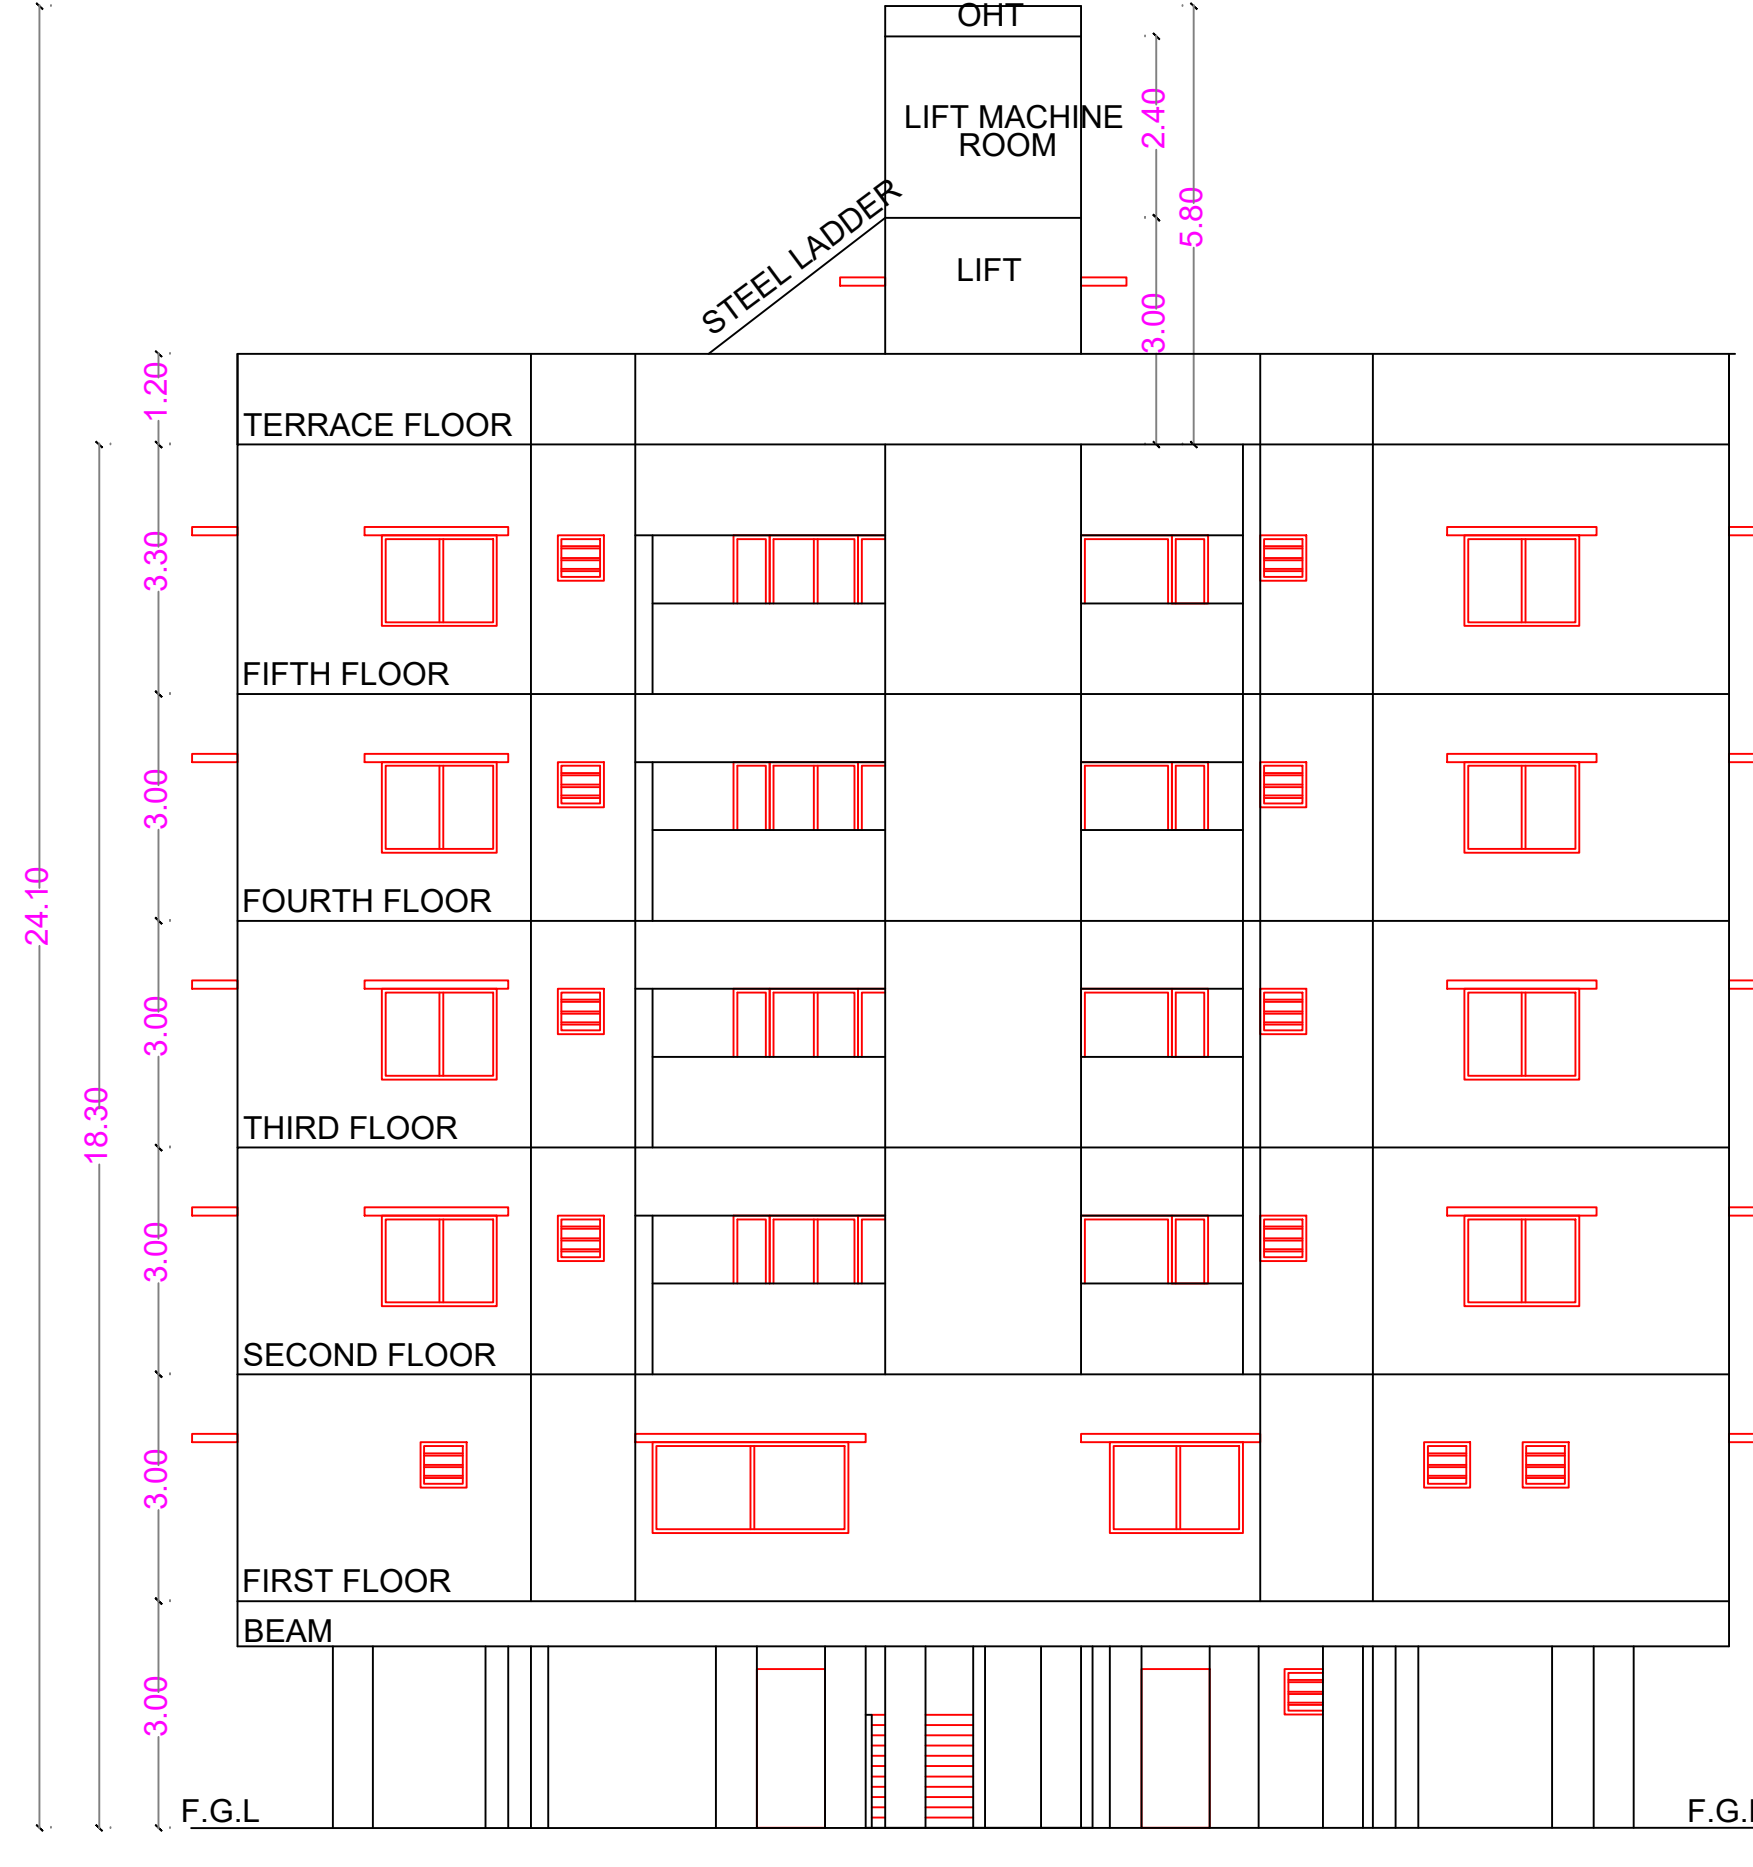 OHT
LIFT MACHINE
ROOM
2.40
5.80
STEEL LADDER
LIFT
3.00
1.20
TERRACE FLOOR
3.30
FIFTH FLOOR
3.00
FOURTH FLOOR
24.10
3.00
18.30
THIRD FLOOR
3.00
SECOND FLOOR
3.00
FIRST FLOOR
BEAM
3.00
F.G.L
F.G.